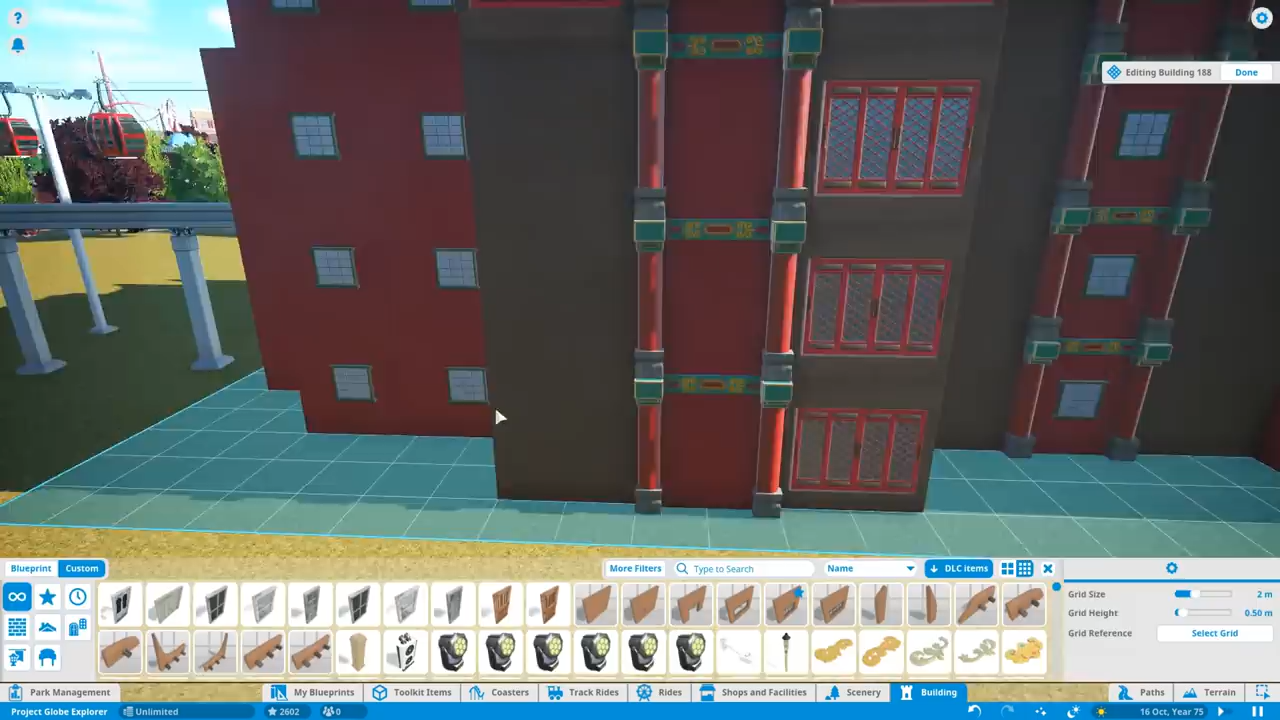 ?
Editing Building 188 Done
Blueprint Custom More Filters Type to Search Name DLC items
Grid Size 2 m
Grid Height 0.50 m
Grid Reference Select Grid
Park Management My Blueprints Toolkit Items Coasters Track Rides Rides Shops and Facilities Scenery Building Paths Terrain
Project Globe Explorer Unlimited 2602 0 16 Oct, Year 75